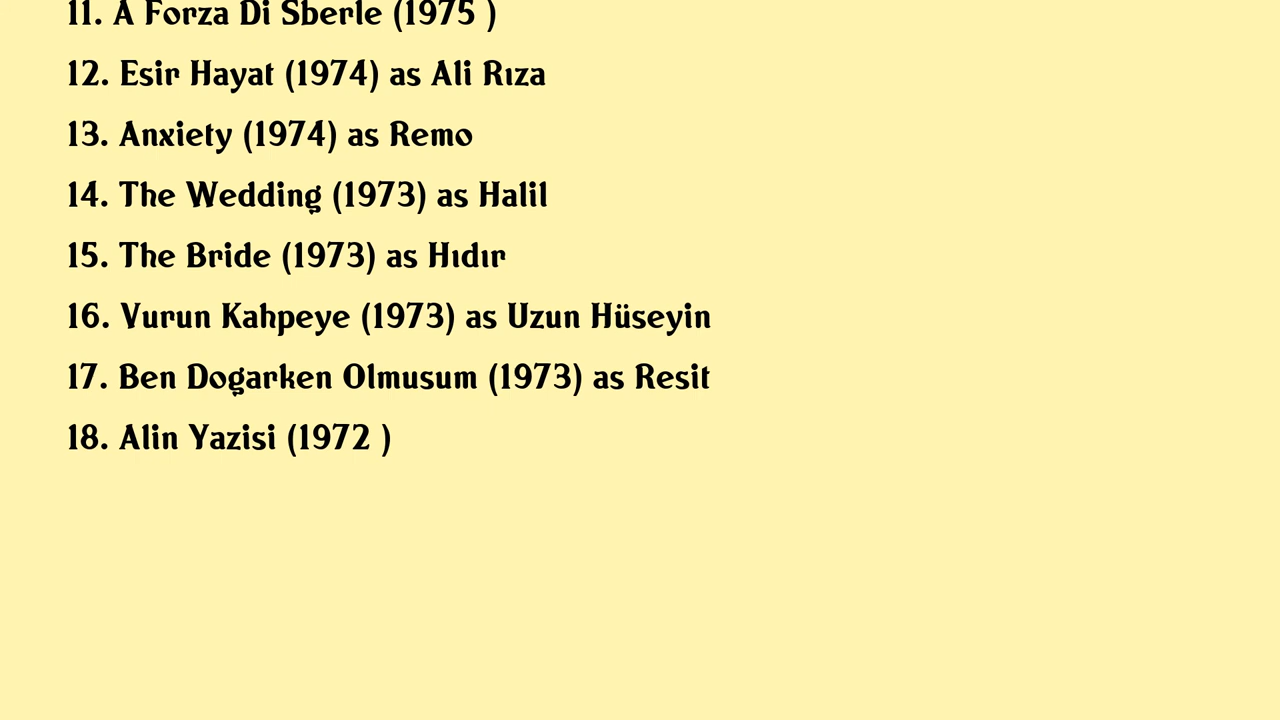 11. A Forza Di Sberle (1975 )
12. Esir Hayat (1974) as Ali Rıza
13. Anxiety (1974) as Remo
14. The Wedding (1973) as Halil
15. The Bride (1973) as Hıdır
16. Vurun Kahpeye (1973) as Uzun Hüseyin
17. Ben Dogarken Olmusum (1973) as Resit
18. Alin Yazisi (1972 )